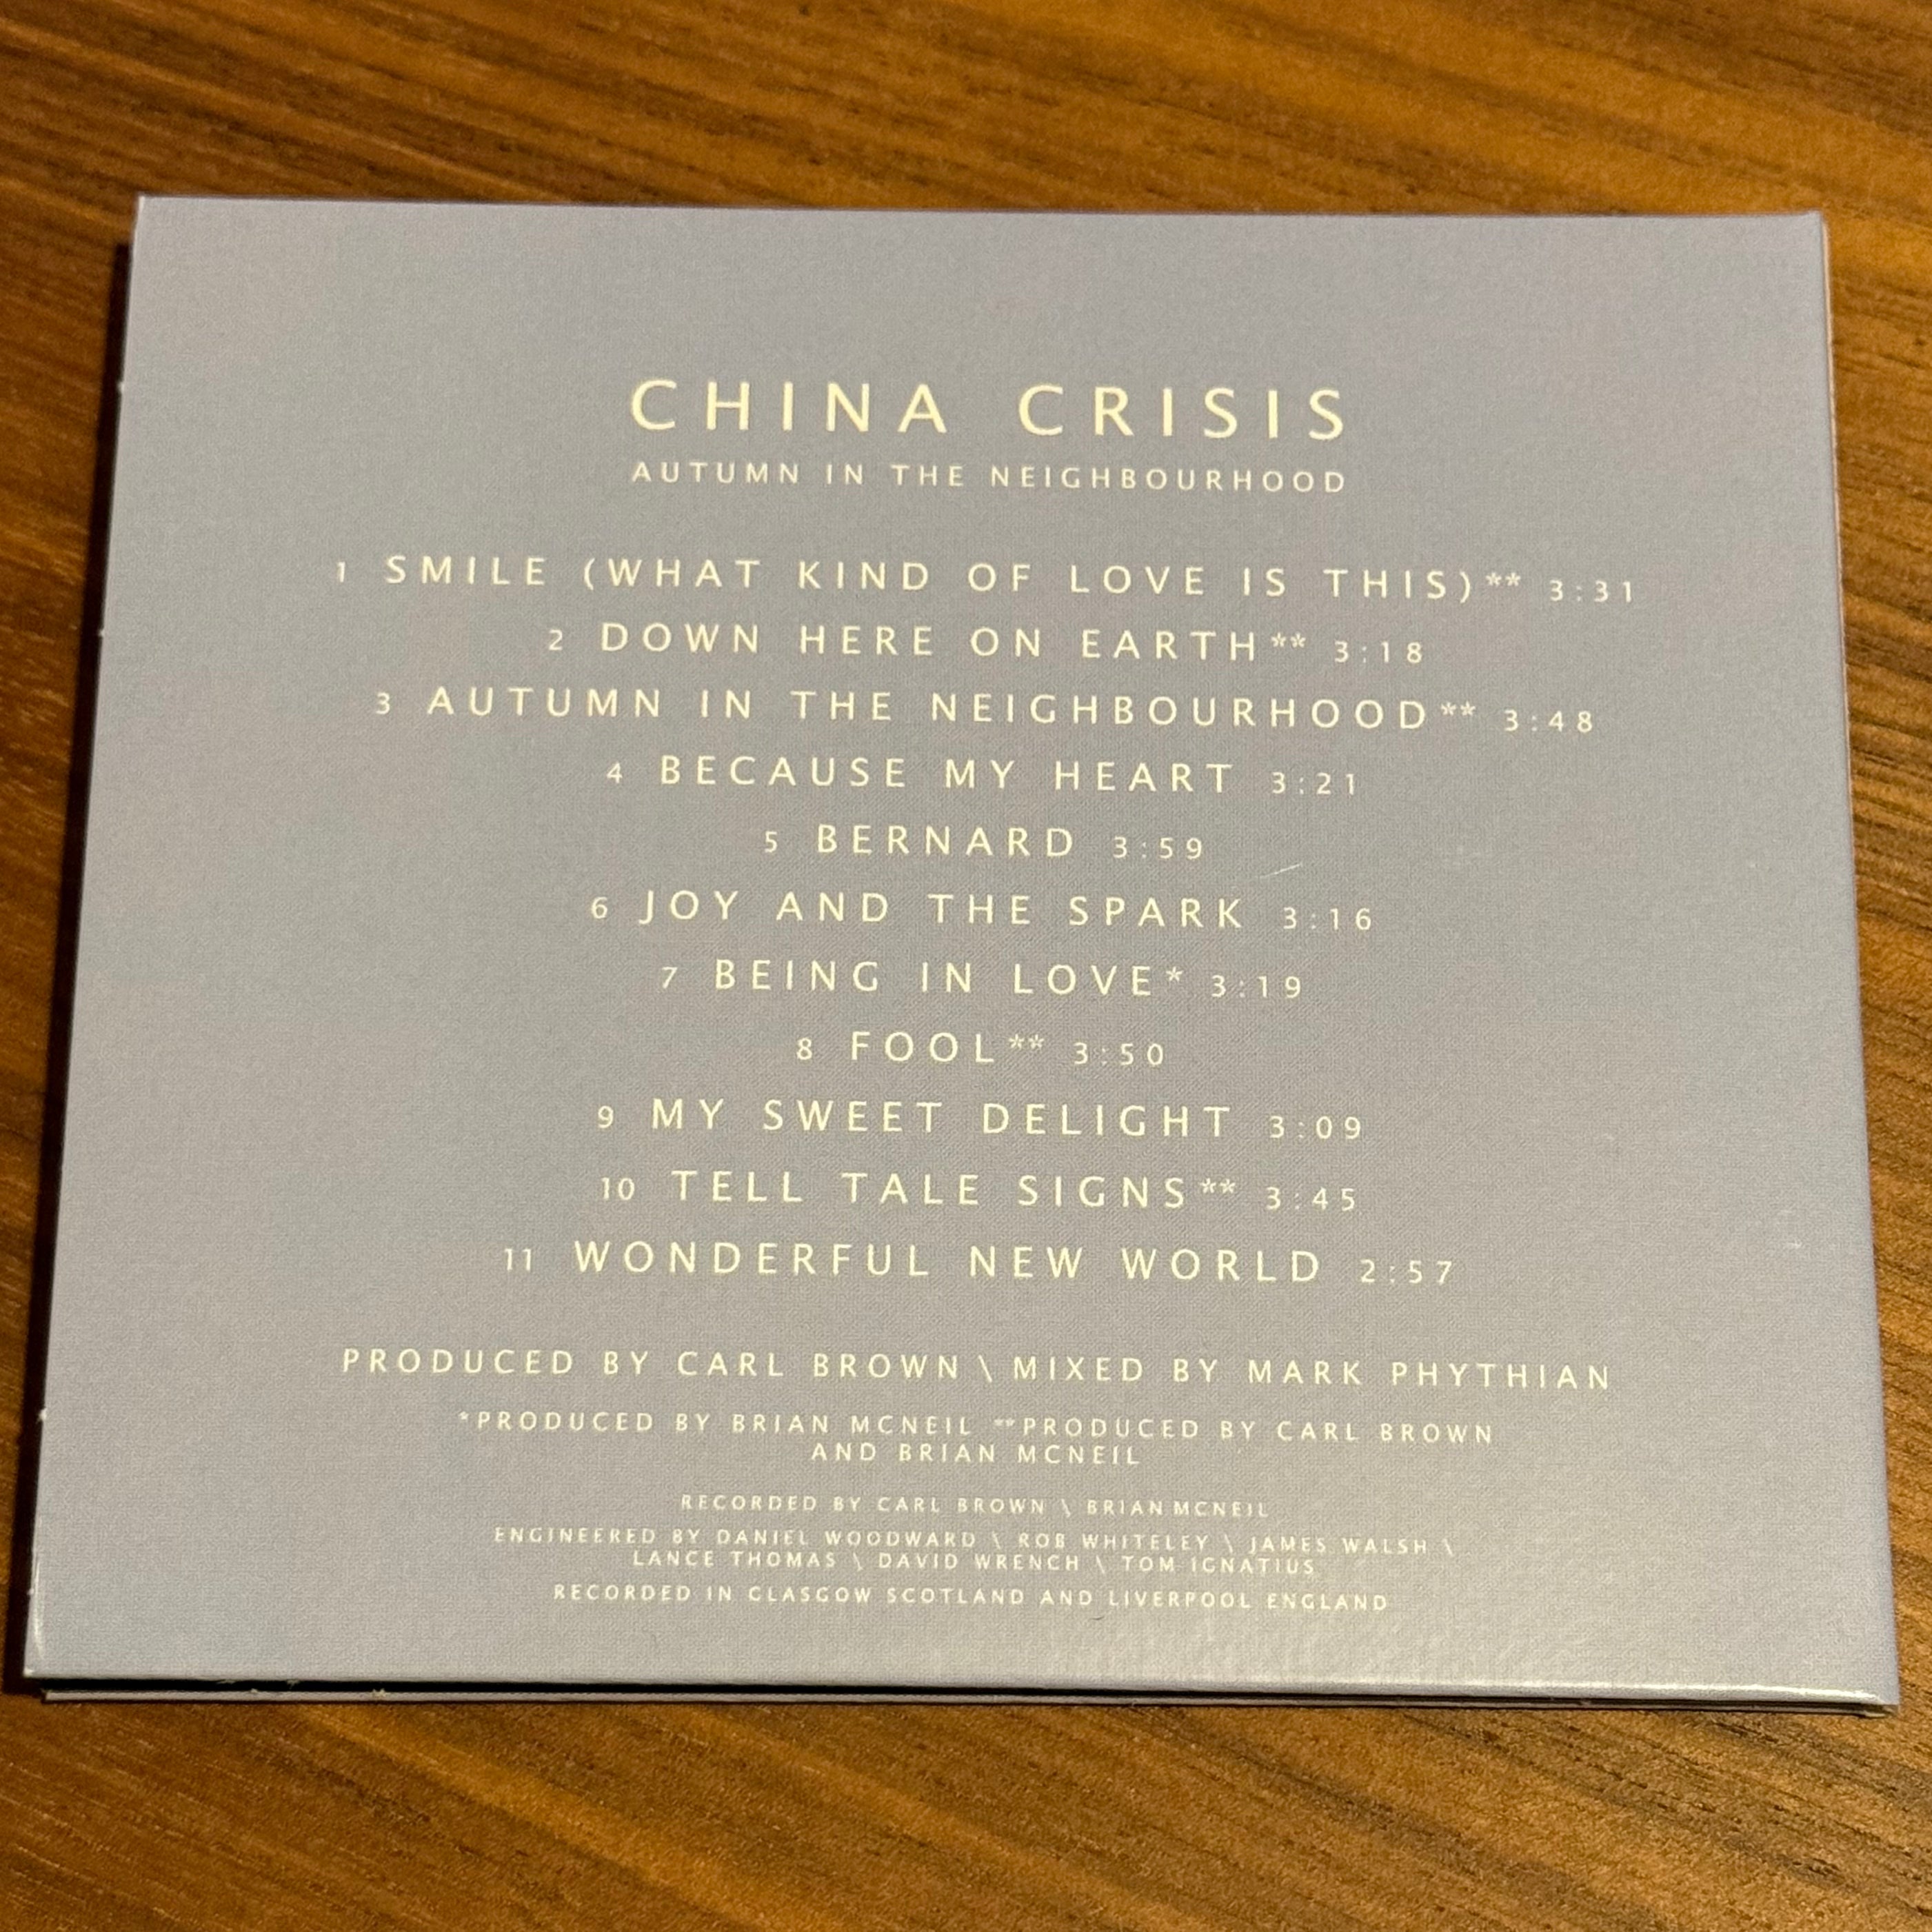 CHINA CRISIS
AUTUMN IN THE NEIGHBOURHOOD
1 SMILE (WHAT KIND OF LOVE IS THIS)** 3:31
2 DOWN HERE ON EARTH** 3:18
3 AUTUMN IN THE NEIGHBOURHOOD** 3:48
4 BECAUSE MY HEART 3:21
5 BERNARD 3:59
6 JOY AND THE SPARK 3:16
7 BEING IN LOVE* 3:19
8 FOOL** 3:50
9 MY SWEET DELIGHT 3:09
10 TELL TALE SIGNS** 3:45
11 WONDERFUL NEW WORLD 2:57
PRODUCED BY CARL BROWN \ MIXED BY MARK PHYTHIAN
*PRODUCED BY BRIAN MCNEIL **PRODUCED BY CARL BROWN
AND BRIAN MCNEIL
RECORDED BY CARL BROWN \ BRIAN MCNEIL
ENGINEERED BY DANIEL WOODWARD \ ROB WHITELEY \ JAMES WALSH \
LANCE THOMAS \ DAVID WRENCH \ TOM IGNATIUS
RECORDED IN GLASGOW SCOTLAND AND LIVERPOOL ENGLAND